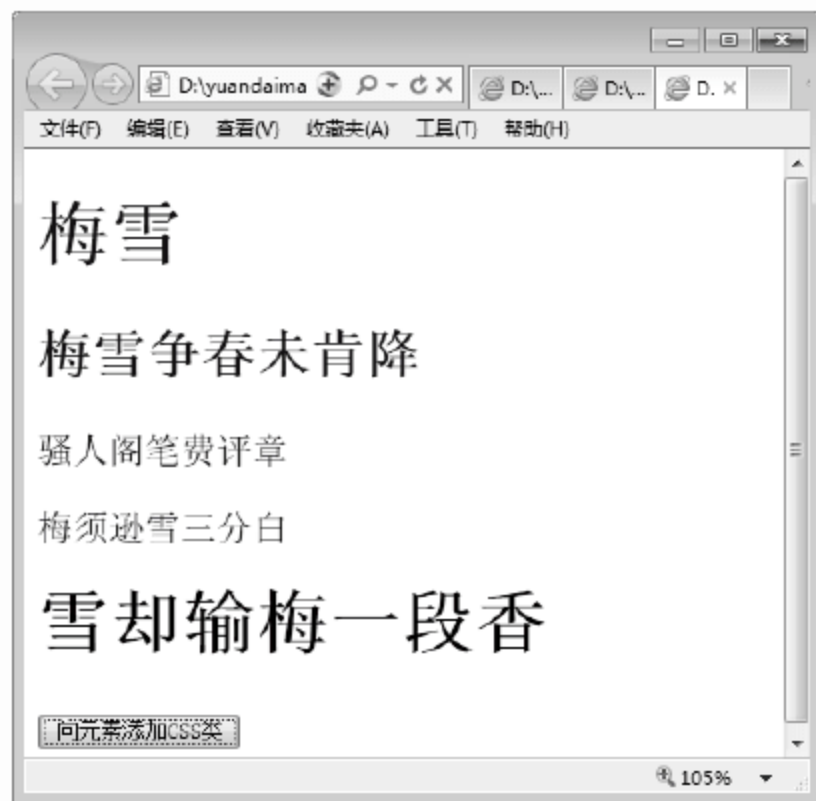 D:\yuandaima
D:\...
D:\...
D.
文件(F) 编辑(E) 查看(V) 收藏夹(A) 工具(T) 帮助(H)
梅雪
梅雪争春未肯降
骚人阁笔费评章
梅须逊雪三分白
雪却输梅一段香
向元素添加CSS类
105%